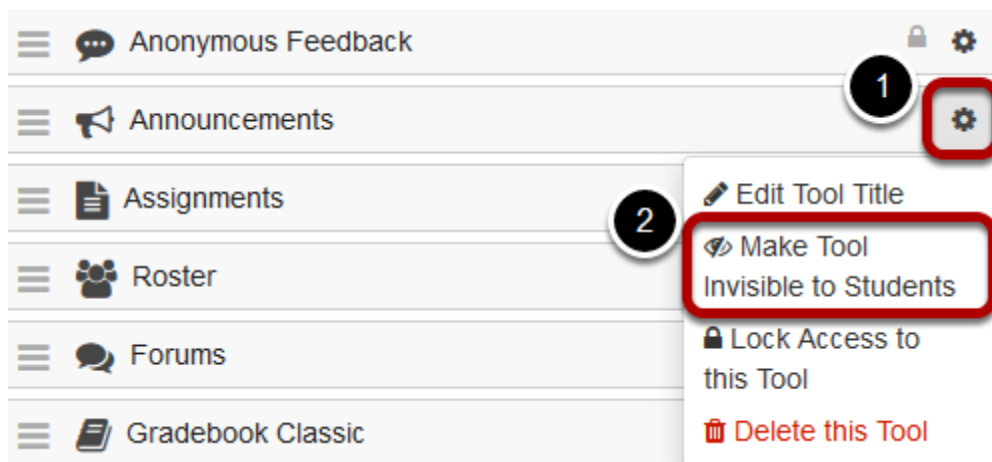 Anonymous Feedback
1
Announcements
Assignments
Edit Tool Title
2
Make Tool
Invisible to Students
Roster
Lock Access to
this Tool
Forums
Gradebook Classic
Delete this Tool